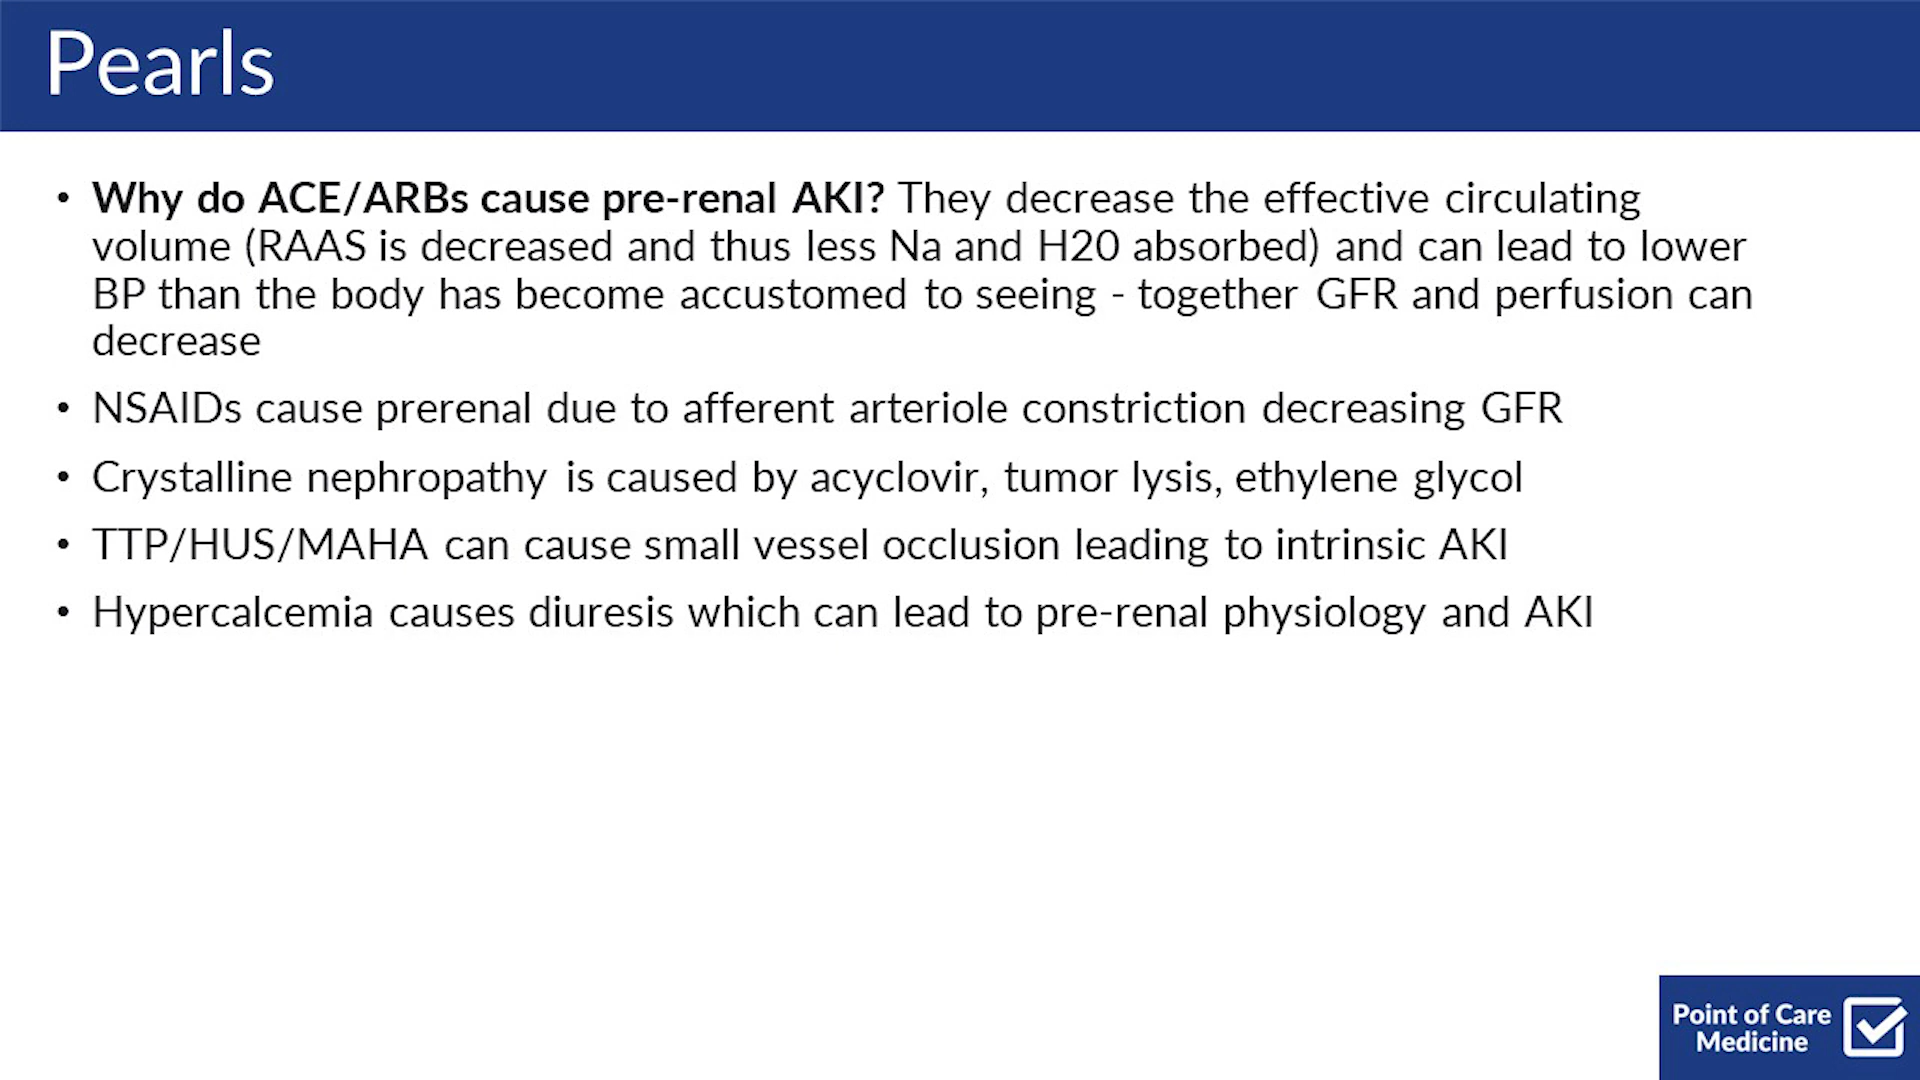 Pearls
• Why do ACE/ARBs cause pre-renal AKI? They decrease the effective circulating
volume (RAAS is decreased and thus less Na and H20 absorbed) and can lead to lower
BP than the body has become accustomed to seeing - together GFR and perfusion can
decrease
• NSAIDs cause prerenal due to afferent arteriole constriction decreasing GFR
• Crystalline nephropathy is caused by acyclovir, tumor lysis, ethylene glycol
• TTP/HUS/MAHA can cause small vessel occlusion leading to intrinsic AKI
• Hypercalcemia causes diuresis which can lead to pre-renal physiology and AKI
Point of Care
Medicine